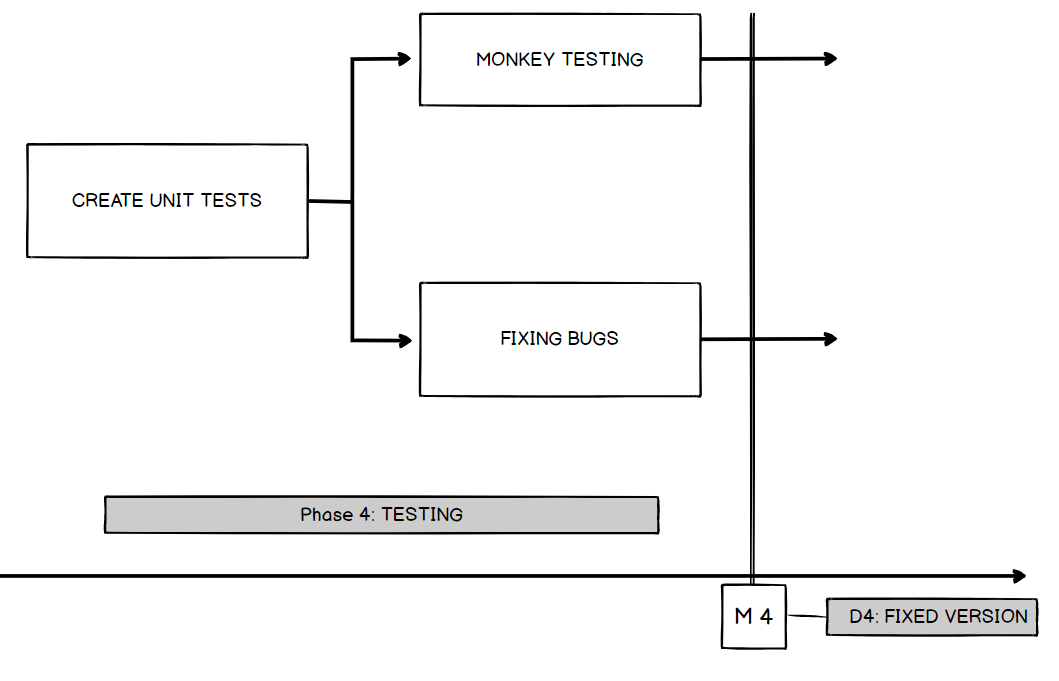 MONKEY TESTING
CREATE UNIT TESTS
FIXING BUGS
Phase 4: TESTING
M 4
D4: FIXED VERSION